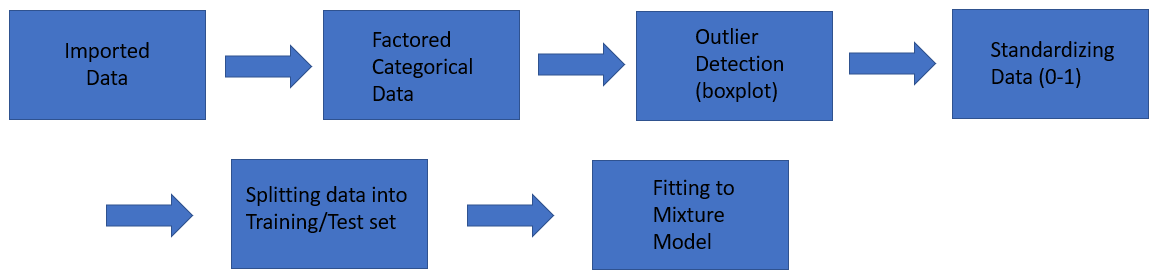 Imported
Data
Factored
Categorical
Data
Outlier
Detection
(boxplot)
Standardizing
Data (0-1)
Splitting data into
Training/Test set
Fitting to
Mixture
Model